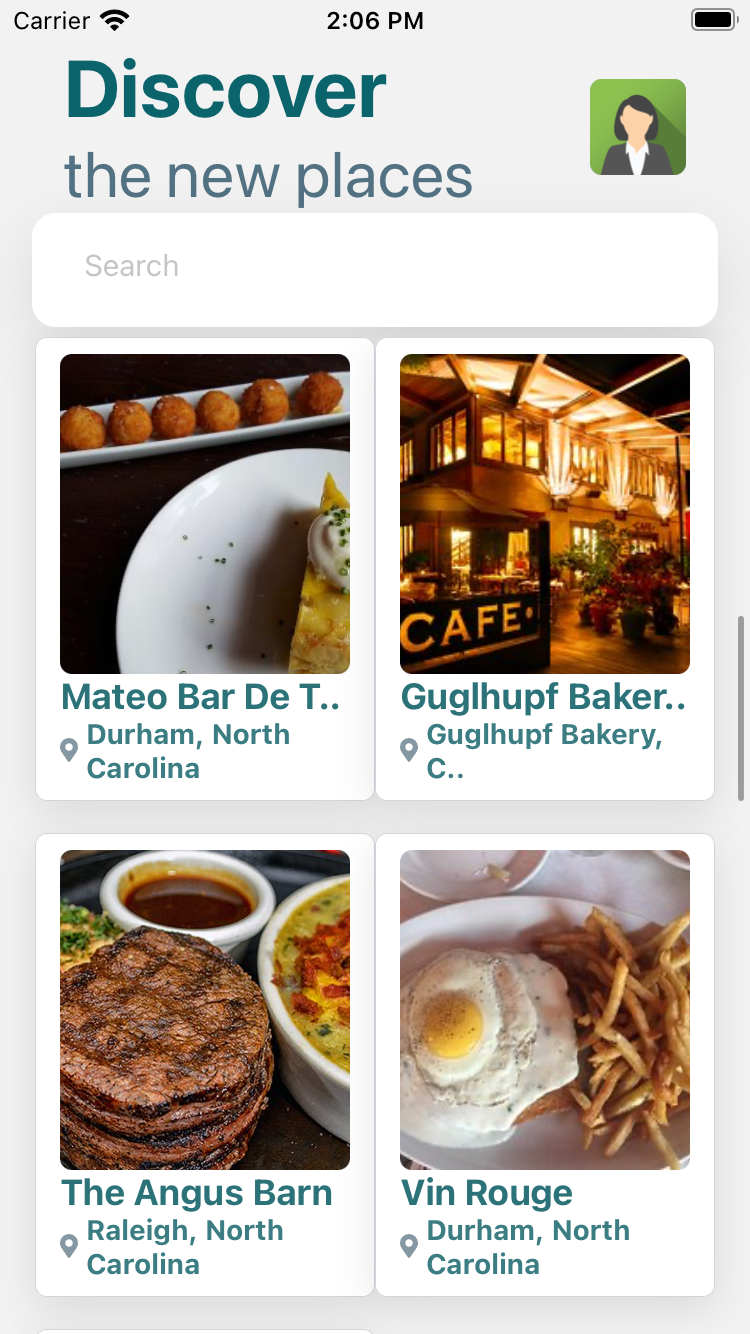 Carrier 2:06 PM
Discover
the new places
Search
Mateo Bar De T..
Durham, North
Carolina
Guglhupf Baker..
CAFE
Guglhupf Bakery,
C..
The Angus Barn
Raleigh, North
Carolina
Vin Rouge
Durham, North
Carolina